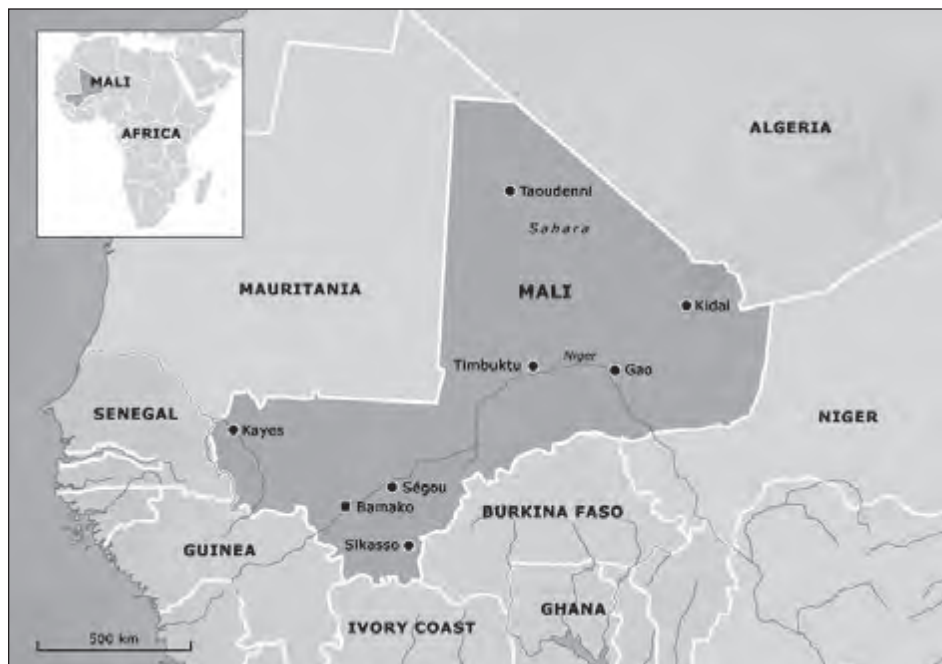 MALI
AFRICA
ALGERIA
Taoudenni
Sahara
MAURITANIA
MALI
Kidal
Timbuktu
Niger
Gao
SENEGAL
Kayes
NIGER
Ségou
Bamako
BURKINA FASO
GUINEA
Sikasso
GHANA
IVORY COAST
500 km